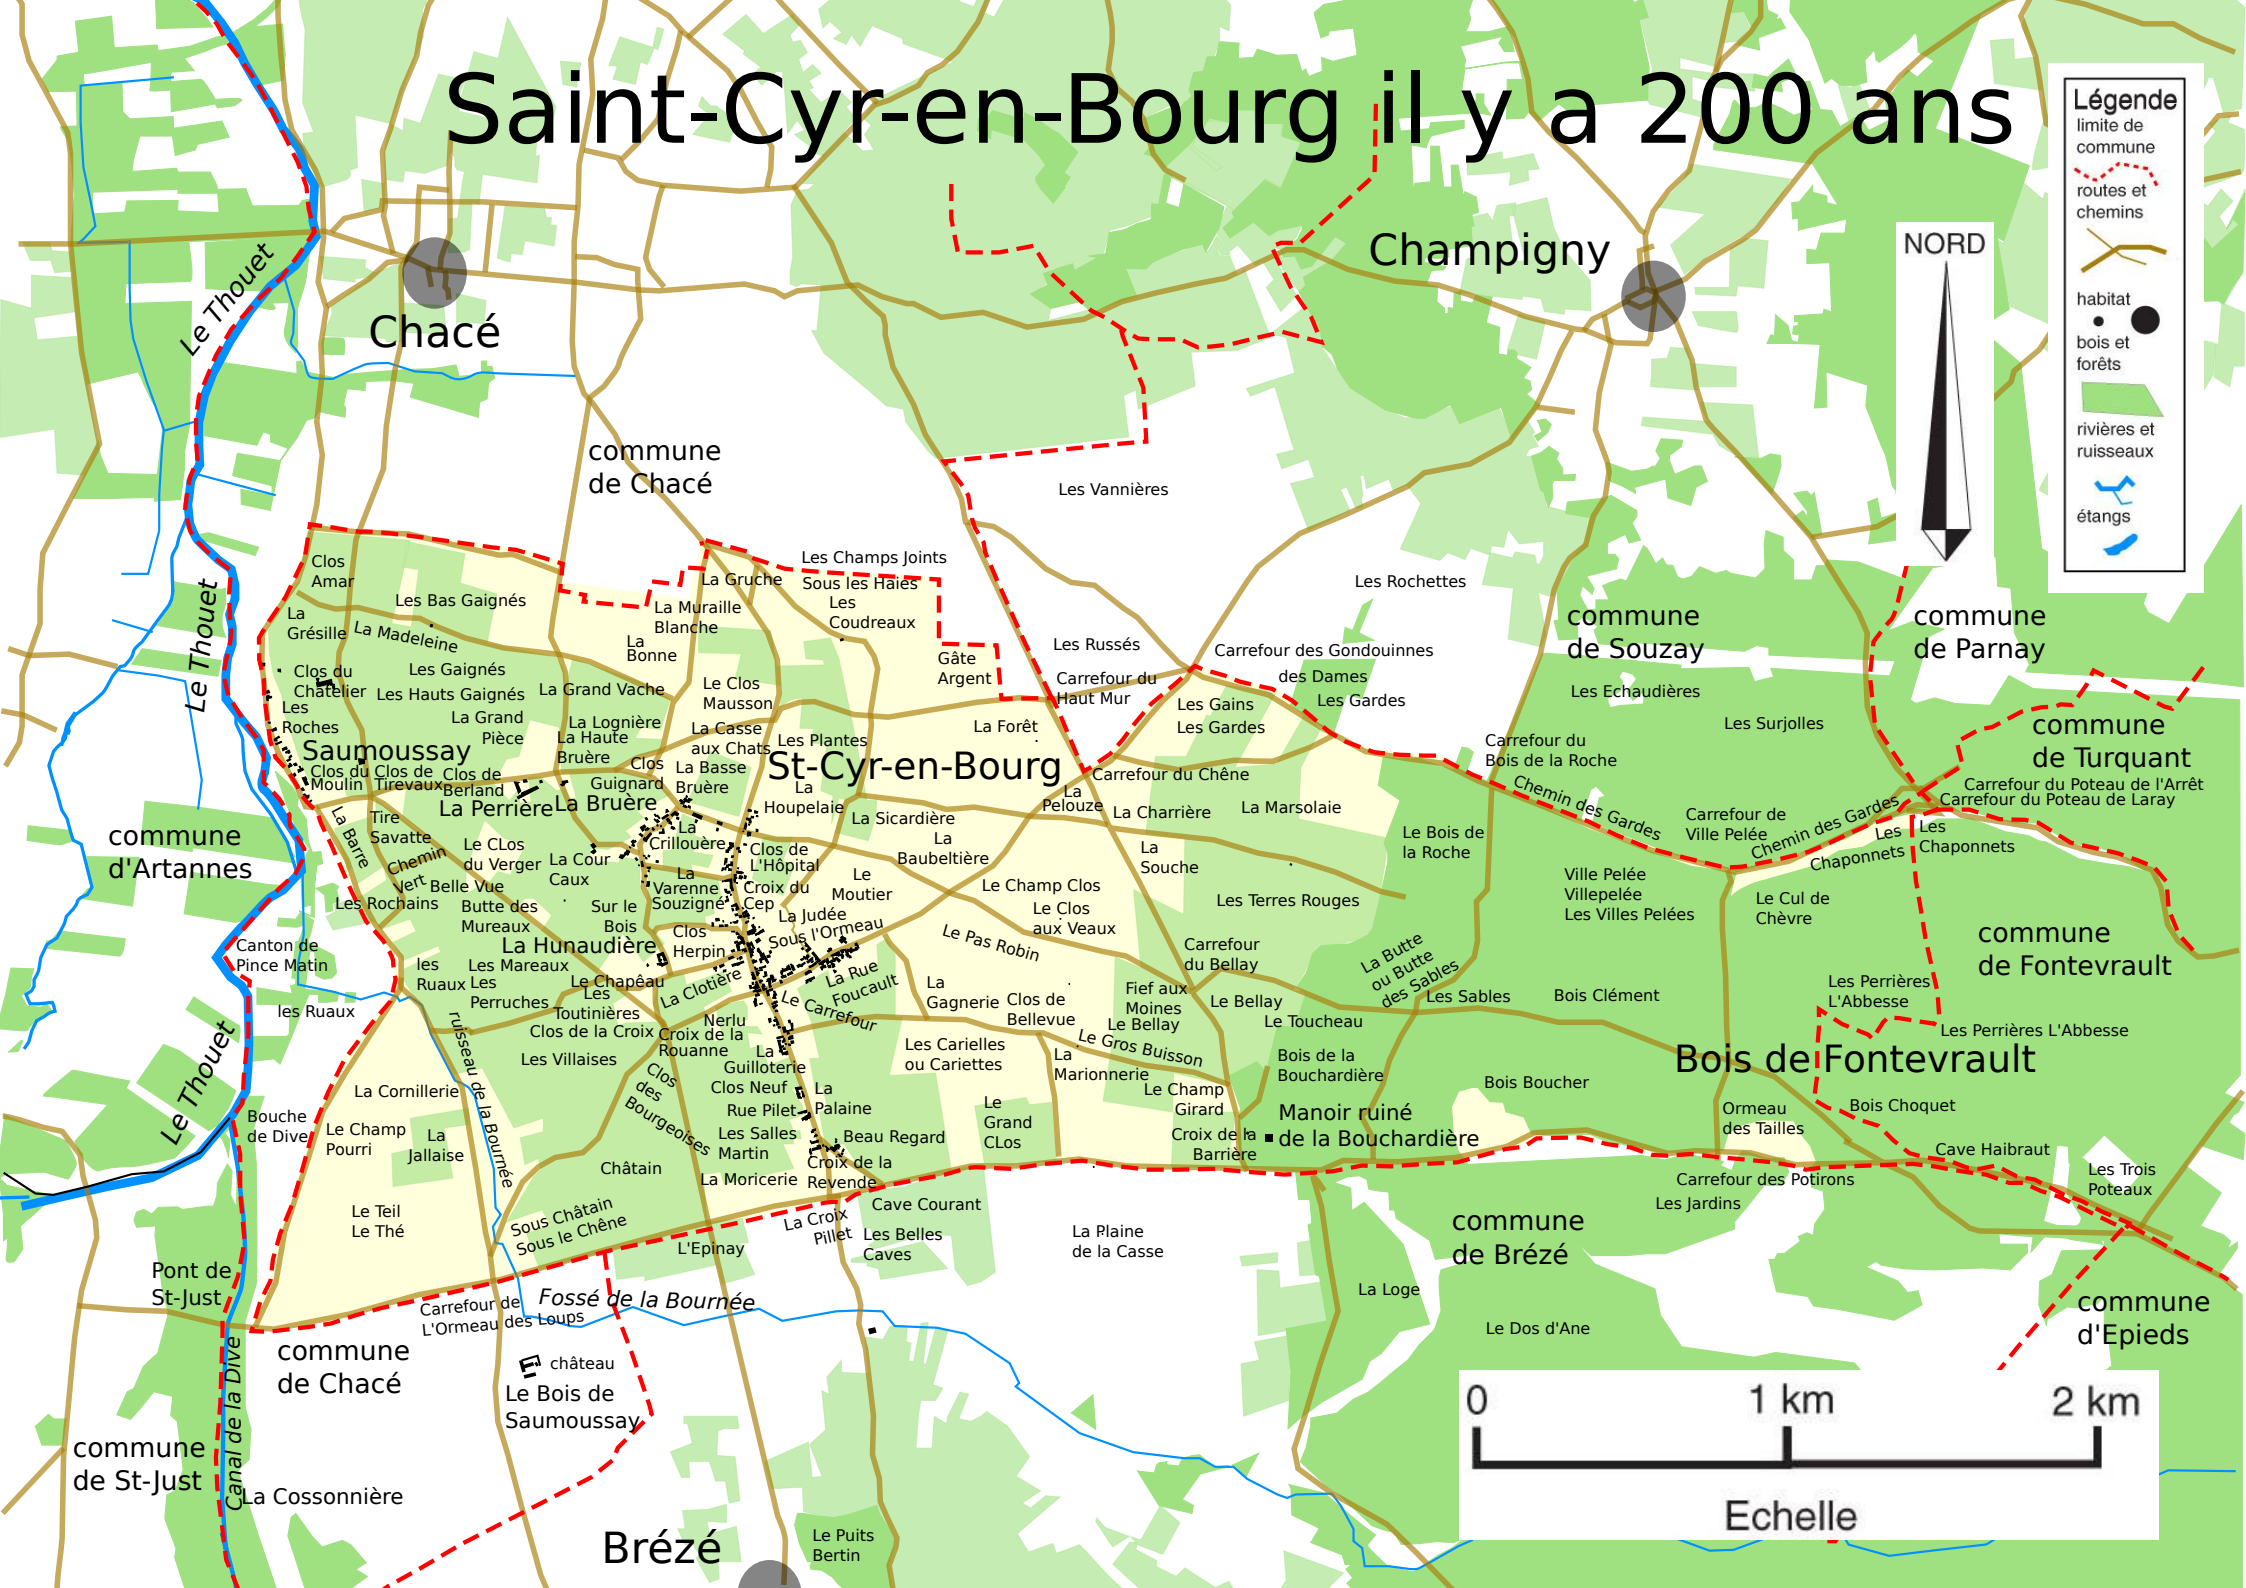 Saint-Cyr-en-Bourg il y a 200 ans
Légende
limite de
commune
routes et
chemins
habitat
bois et
forêts
rivières et
ruisseaux
étangs
NORD
Champigny
Chacé
Le Thouet
commune
de Chacé
Les Vannières
Les Champs Joints
Clos
Amar
La Gruche
Sous les Haies
Les Rochettes
Les Bas Gaignés
La Muraille
Blanche
Les
Coudreaux
La
Grésille
La Madeleine
La
Bonne
Les Russés
Carrefour des Gondouinnes
des Dames
commune
de Souzay
commune
de Parnay
Le Thouet
Gâte
Argent
Clos du
Châtelier
Les Gaignés
Les Hauts Gaignés
La Grand Vache
Le Clos
Mausson
Carrefour du
Haut Mur
Les Gains
Les Gardes
Les Gardes
Les Echaudières
Les Surjolles
Les
Roches
La Grand
Pièce
La Lognière
La Haute
Bruère
La Casse
aux Chats
Les Plantes
La Forêt
commune
de Turquant
Saumoussay
Carrefour du
Bois de la Roche
Clos du
Moulin
Clos de
Tirevaux
Clos de
Berland
Clos
Guignard
La Basse
Bruère
St-Cyr-en-Bourg
Carrefour du Chêne
Chemin des Gardes
Carrefour du Poteau de l'Arrêt
Carrefour du Poteau de Laray
La Perrière
La Bruère
La
Houpelaie
La
Pelouze
La Charrière
La Marsolaie
La Barre
Tire
Savatte
La
Crillouère
La Sicardière
Carrefour de
Ville Pelée
Chemin des Gardes
Les
Chaponnets
Les
Chaponnets
commune
d'Artannes
Chemin
Vert
Le CLos
du Verger
La Cour
Caux
Clos de
L'Hôpital
La
Baubeltière
La
Souche
Le Bois de
la Roche
Belle Vue
La
Varenne
Souzigné
Croix du
Cep
Le
Moutier
Le Champ Clos
Ville Pelée
Villepelée
Les Villes Pelées
Le Cul de
Chèvre
Les Rochains
Butte des
Mureaux
Sur le
Bois
La Judée
Sous l'Ormeau
Le Clos
aux Veaux
Les Terres Rouges
Canton de
Pince Matin
La Hunaudière
Clos
Herpin
Le Pas Robin
Carrefour
du Bellay
La Butte
ou Butte
des Sables
commune
de Fontevrault
les
Ruaux
Les Mareaux
Les
Perruches
Le Chapêau
La Clotière
La Rue
Foucault
La
Gagnerie
Clos de
Bellevue
Fief aux
Moines
Le Bellay
Les Sables
Bois Clément
Les Perrières
L'Abbesse
les Ruaux
Les
Toutinières
Le Carrefour
Le Bellay
Le Toucheau
Les Perrières L'Abbesse
ruisseau de la Bournée
Clos de la Croix
Nerlu
Croix de la
Rouanne
Le Gros Buisson
Les Villaises
La
Guilloterie
Les Carielles
ou Cariettes
La
Marionnerie
Bois de la
Bouchardière
Bois de Fontevrault
Le Thouet
La Cornillerie
Clos
des
Bourgeoises
Clos Neuf
La
Palaine
Le Champ
Girard
Bois Boucher
Bois Choquet
Bouche
de Dive
Le Champ
Pourri
La
Jallaise
Rue Pilet
Le
Grand
CLos
Manoir ruiné
de la Bouchardière
Ormeau
des Tailles
Les Salles
Martin
Beau Regard
Croix de la
Barrière
Cave Haibraut
Châtain
La Moricerie
Croix de la
Revende
Les Trois
Poteaux
Le Teil
Le Thé
Sous Châtain
Sous le Chêne
La Croix
Pillet
Cave Courant
Carrefour des Potirons
Les Jardins
L'Epinay
Les Belles
Caves
La Plaine
de la Casse
commune
de Brézé
Pont de
St-Just
Carrefour de
L'Ormeau des Loups
Fossé de la Bournée
La Loge
Le Dos d'Ane
commune
d'Epieds
commune
de Chacé
château
Le Bois de
Saumoussay
Canal de la Dive
commune
de St-Just
La Cossonnière
Brézé
Le Puits
Bertin
0 1 km 2 km
Echelle